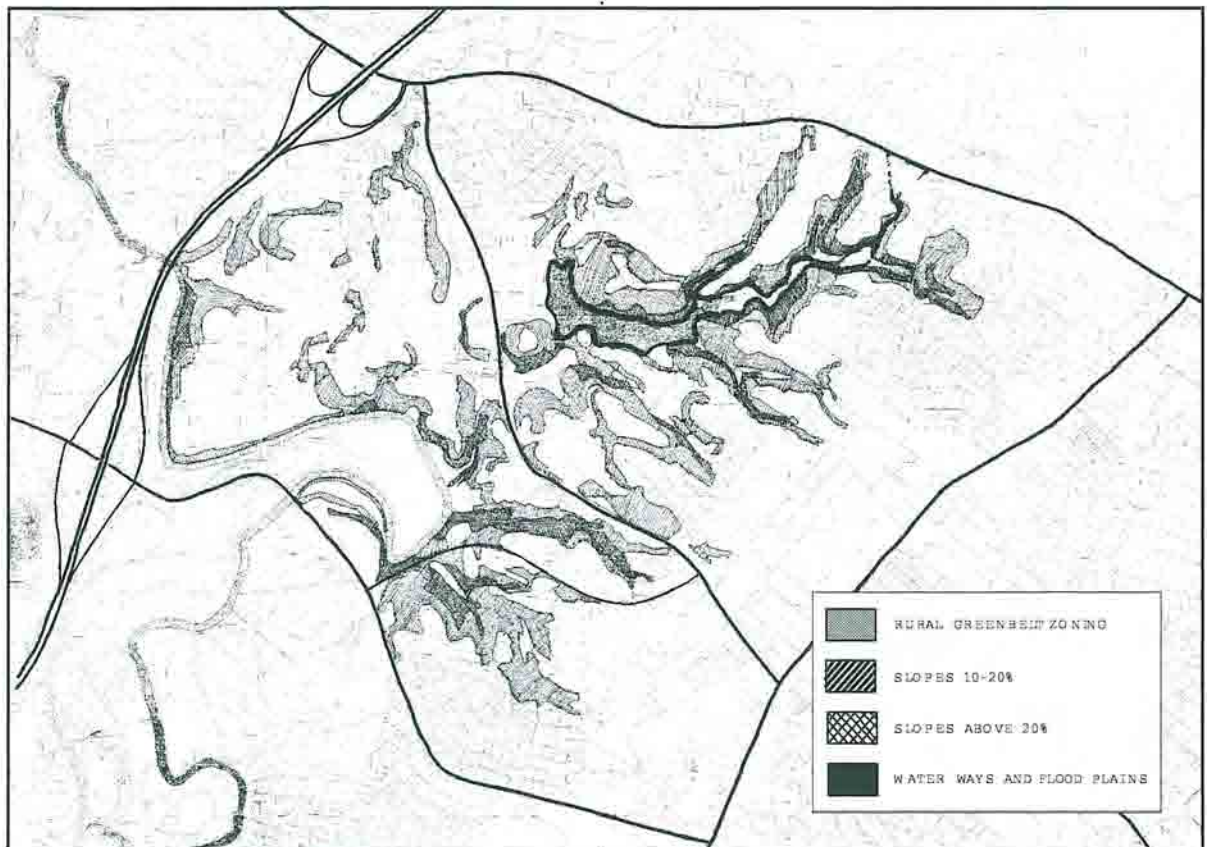 RURAL GREENBELT ZONING
SLOPES 10-20%
SLOPES ABOVE 20%
WATER WAYS AND FLOOD PLAINS